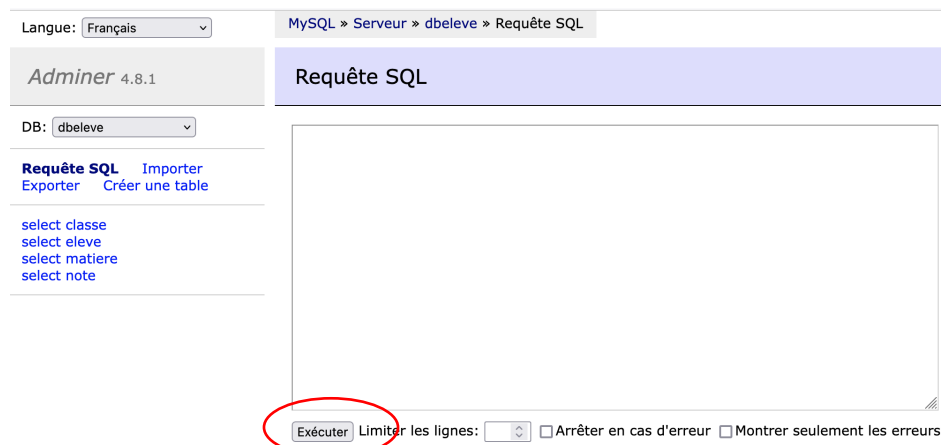 Langue: Français
MySQL » Serveur » dbeleve » Requête SQL
Adminer 4.8.1
Requête SQL
DB: dbeleve
Requête SQL Importer
Exporter Créer une table
select classe
select eleve
select matiere
select note
Exécuter Limiter les lignes: Arrêter en cas d'erreur Montrer seulement les erreurs